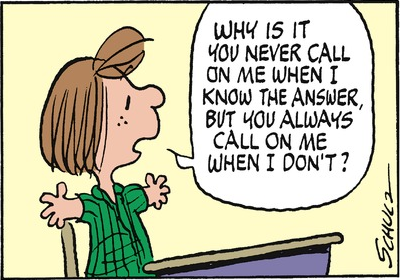 WHY IS IT
YOU NEVER CALL
ON ME WHEN I
KNOW THE ANSWER,
BUT YOU ALWAYS
CALL ON ME
WHEN I DON'T?
SCHULZ